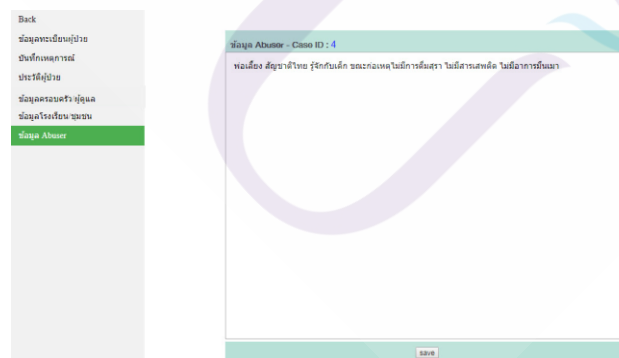 Back
ข้อมูลทะเบียนผู้ป่วย
บันทึกเหตุการณ์
ประวัติผู้ป่วย
ข้อมูลครอบครัว/ผู้ดูแล
ข้อมูลโรงเรียน/ชุมชน
ข้อมูล Abuser
ข้อมูล Abuser - Case ID : 4
พ่อเลี้ยง สัญชาติไทย รู้จักกับเด็ก ขณะก่อเหตุไม่มีการดื่มสุรา ไม่มีสารเสพติด ไม่มีอาการมึนเมา
save